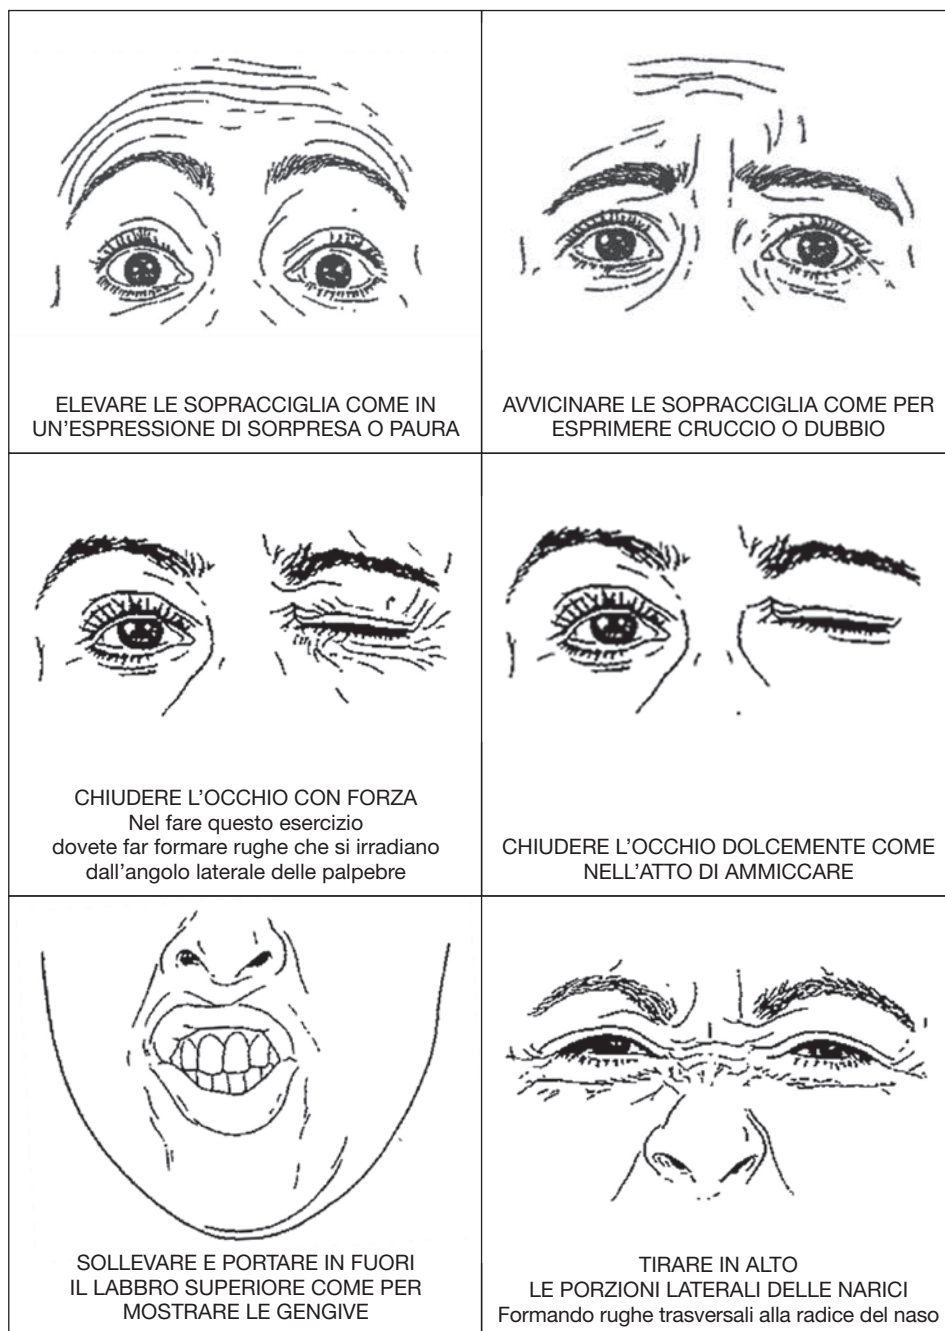 ELEVARE LE SOPRACCIGLIA COME IN
UN'ESPRESSIONE DI SORPRESA O PAURA
AVVICINARE LE SOPRACCIGLIA COME PER
ESPRIMERE CRUCCIO O DUBBIO
CHIUDERE L'OCCHIO CON FORZA
Nel fare questo esercizio
dovete far formare rughe che si irradiano
dall'angolo laterale delle palpebre
CHIUDERE L'OCCHIO DOLCEMENTE COME
NELL'ATTO DI AMMICCARE
SOLLEVARE E PORTARE IN FUORI
IL LABBRO SUPERIORE COME PER
MOSTRARE LE GENGIVE
TIRARE IN ALTO
LE PORZIONI LATERALI DELLE NARICI
Formando rughe trasversali alla radice del naso